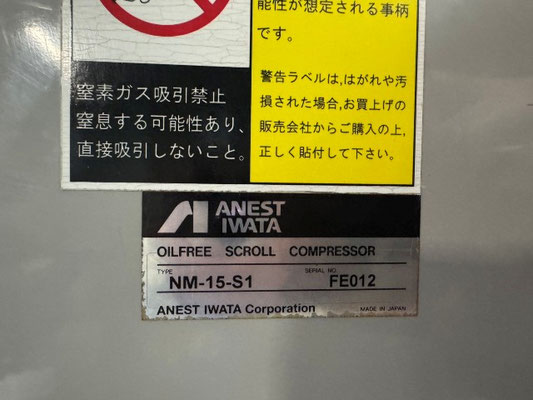 能性が想定される事柄
です。
警告ラベルは,はがれや汚
損された場合,お買上げの
販売会社からご購入の上,
正しく貼付して下さい。
窒素ガス吸引禁止
窒息する可能性あり、
直接吸引しないこと。
ANEST
IWATA
OILFREE SCROLL COMPRESSOR
TYPE NM-15-S1 SERIAL NO. FE012
ANEST IWATA Corporation MADE IN JAPAN